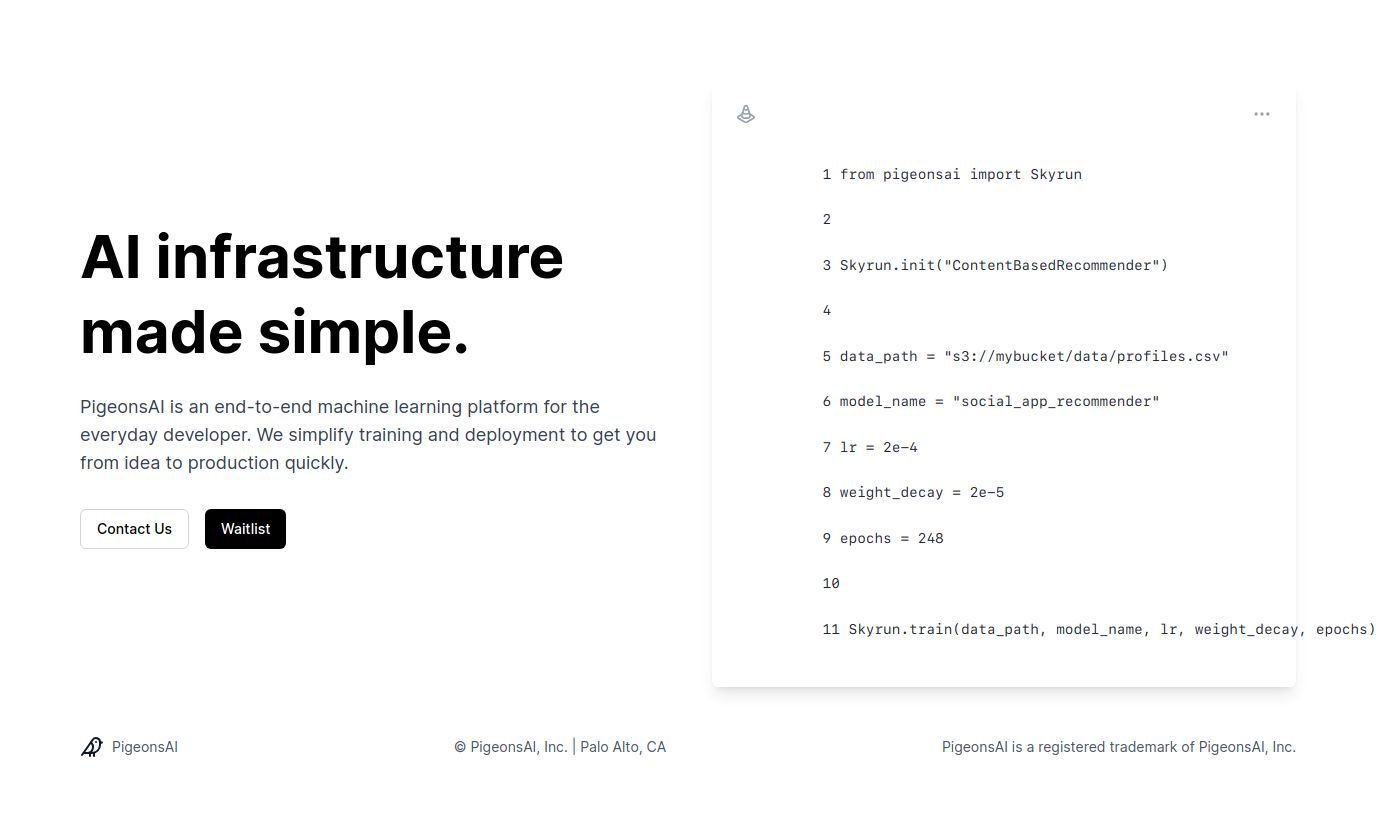 AI infrastructure
made simple.
PigeonsAI is an end-to-end machine learning platform for the
everyday developer. We simplify training and deployment to get you
from idea to production quickly.
Contact Us
Waitlist
1 from pigeonsai import Skyrun
2
3 Skyrun.init("ContentBasedRecommender")
4
5 data_path = "s3://mybucket/data/profiles.csv"
6 model_name = "social_app_recommender"
7 lr = 2e-4
8 weight_decay = 2e-5
9 epochs = 248
10
11 Skyrun.train(data_path, model_name, lr, weight_decay, epochs)
PigeonsAI
© PigeonsAI, Inc. | Palo Alto, CA
PigeonsAI is a registered trademark of PigeonsAI, Inc.